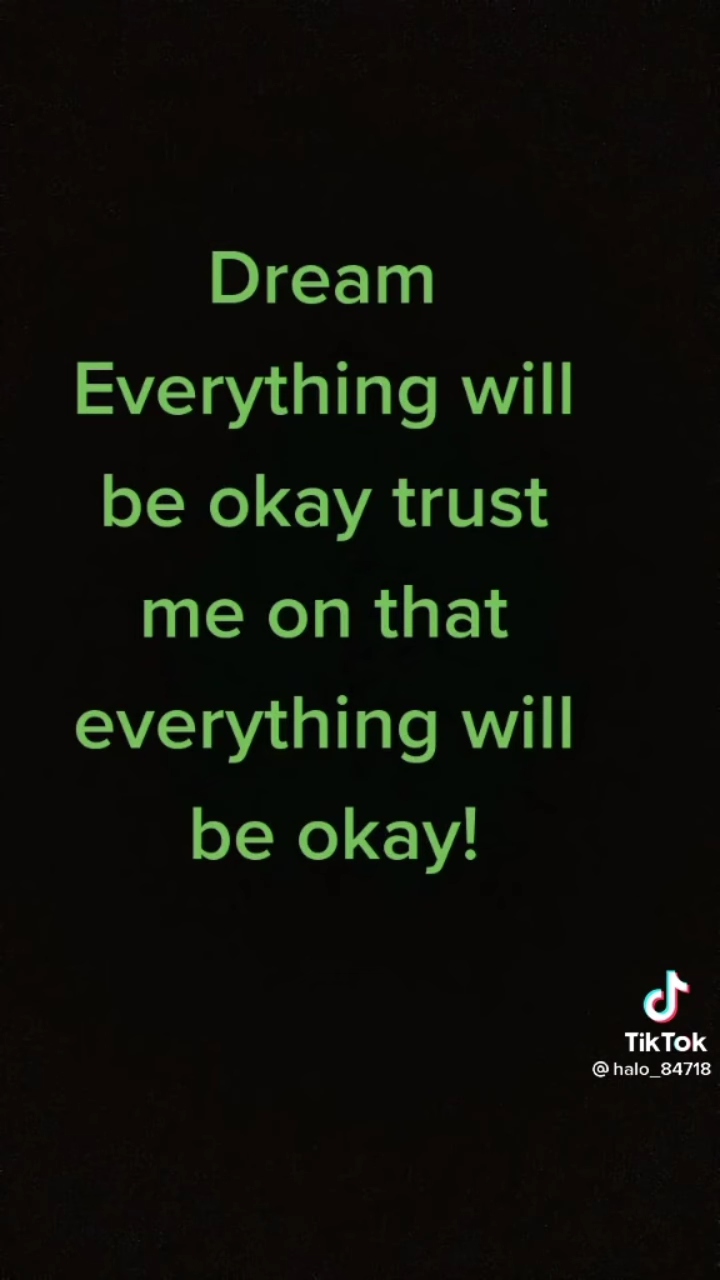 Dream
Everything will
be okay trust
me on that
everything will
be okay!
TikTok
@halo_84718